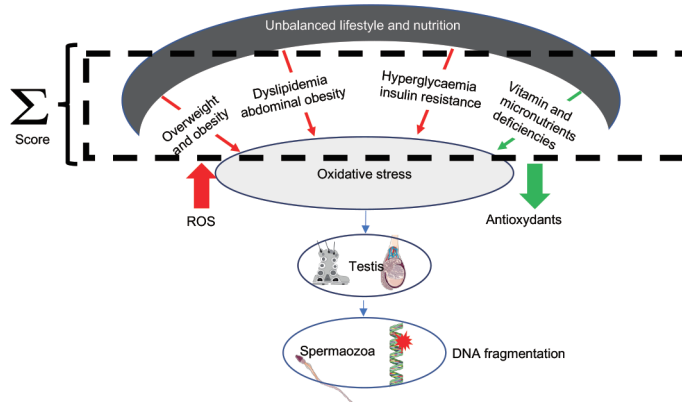 Unbalanced lifestyle and nutrition
Σ
Score
Overweight
and obesity
Dyslipidemia
abdominal obesity
Hyperglycaemia
insulin resistance
Vitamin and
micronutrients
deficiencies
Oxidative stress
ROS
Antioxydants
Testis
Spermaozoa
DNA fragmentation